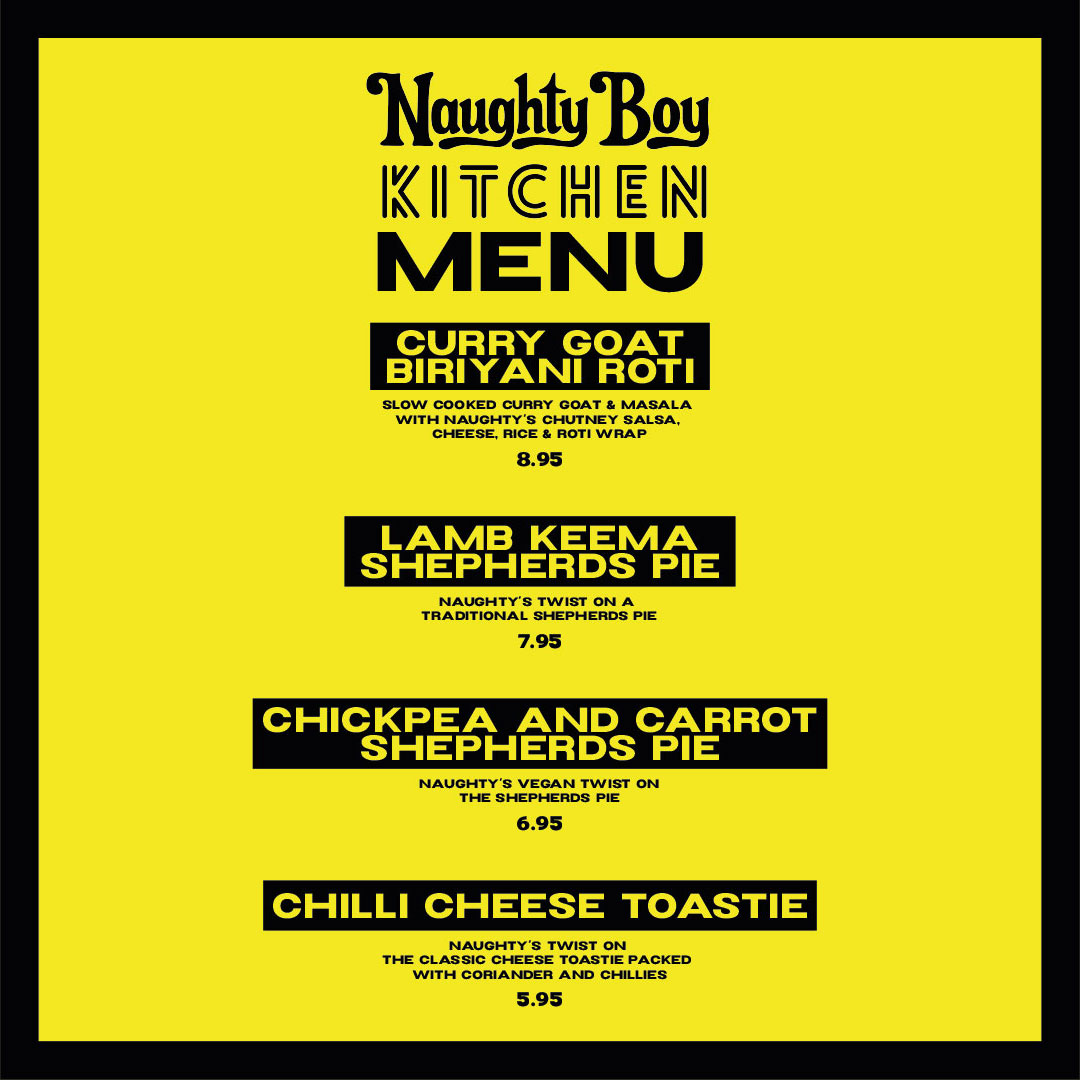 Naughty Boy
KITCHEN
MENU
CURRY GOAT
BIRIYANI ROTI
SLOW COOKED CURRY GOAT & MASALA
WITH NAUGHTY'S CHUTNEY SALSA,
CHEESE, RICE & ROTI WRAP
8.95
LAMB KEEMA
SHEPHERDS PIE
NAUGHTY'S TWIST ON A
TRADITIONAL SHEPHERDS PIE
7.95
CHICKPEA AND CARROT
SHEPHERDS PIE
NAUGHTY'S VEGAN TWIST ON
THE SHEPHERDS PIE
6.95
CHILLI CHEESE TOASTIE
NAUGHTY'S TWIST ON
THE CLASSIC CHEESE TOASTIE PACKED
WITH CORIANDER AND CHILLIES
5.95